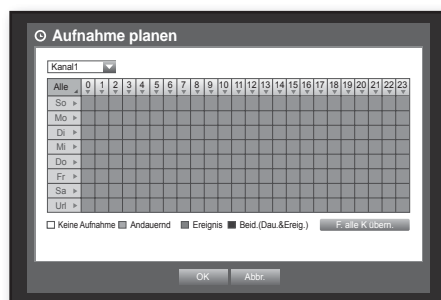 Aufnahme planen
Kanal1
Alle 0 1 2 3 4 5 6 7 8 9 10 11 12 13 14 15 16 17 18 19 20 21 22 23
So
Mo
Di
Mi
Do
Fr
Sa
Url
Keine Aufnahme Andauernd Ereignis Beid.(Dau.&Ereig.) F. alle K übern.
OK Abbr.